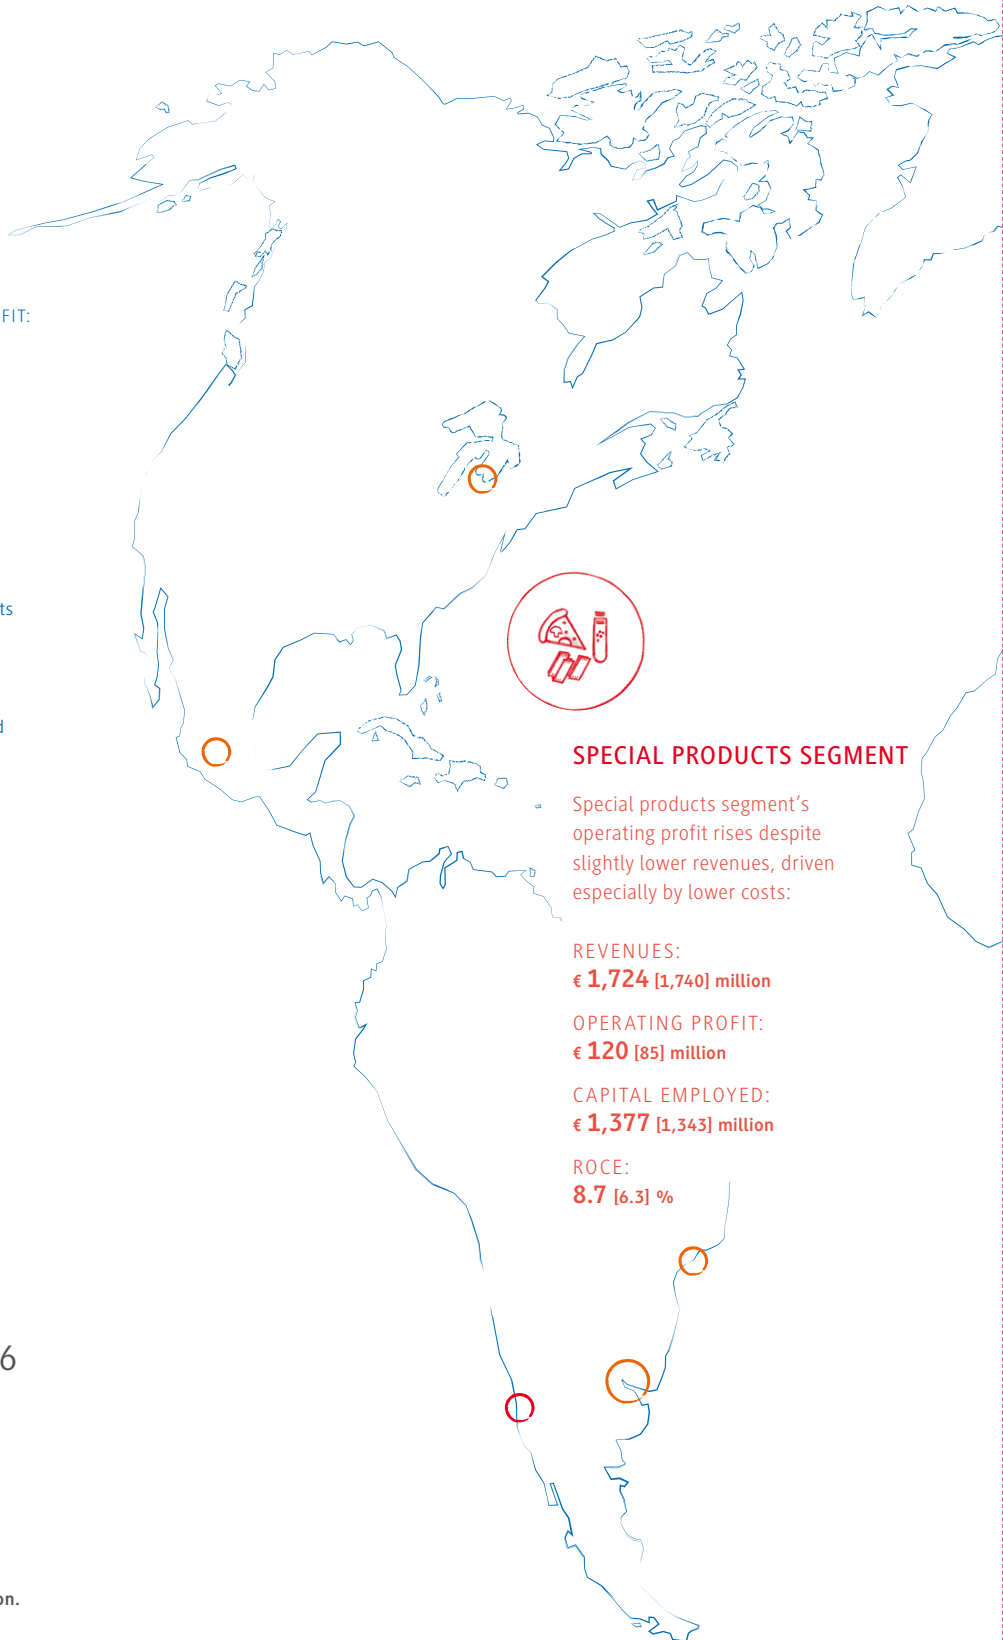 FIT:
ts
d
SPECIAL PRODUCTS SEGMENT
Special products segment’s
operating profit rises despite
slightly lower revenues, driven
especially by lower costs:
REVENUES:
€ 1,724 [1,740] million
OPERATING PROFIT:
€ 120 [85] million
CAPITAL EMPLOYED:
€ 1,377 [1,343] million
ROCE:
8.7 [6.3] %
6
on.